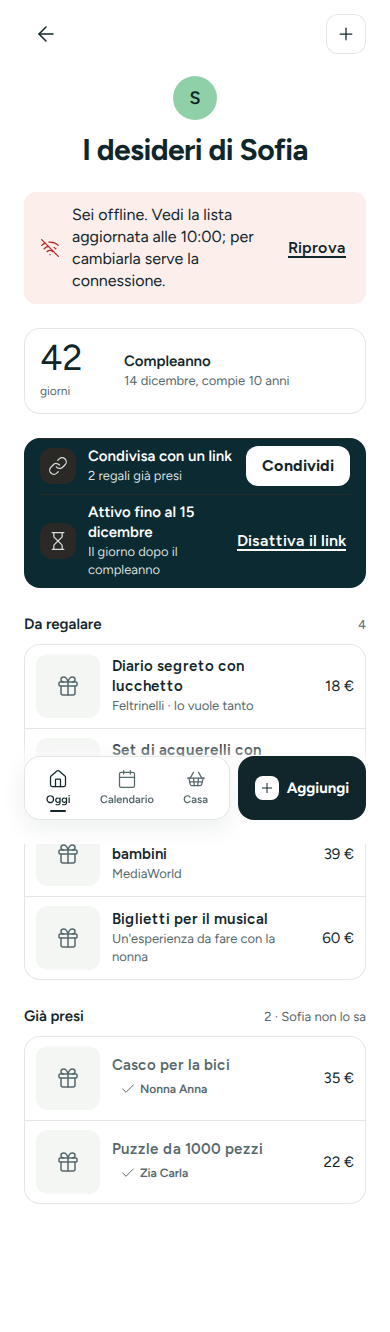 S
I desideri di Sofia
Sei offline. Vedi la lista
aggiornata alle 10:00; per
cambiarla serve la
connessione.
Riprova
42
giorni
Compleanno
14 dicembre, compie 10 anni
Condivisa con un link
2 regali già presi
Condividi
Attivo fino al 15
dicembre
Il giorno dopo il
compleanno
Disattiva il link
Da regalare
4
Diario segreto con
lucchetto
Feltrinelli · lo vuole tanto
18 €
Set di acquerelli con
Oggi
Calendario
Casa
Aggiungi
bambini
MediaWorld
39 €
Biglietti per il musical
Un'esperienza da fare con la
nonna
60 €
Già presi
2 · Sofia non lo sa
Casco per la bici
Nonna Anna
35 €
Puzzle da 1000 pezzi
Zia Carla
22 €